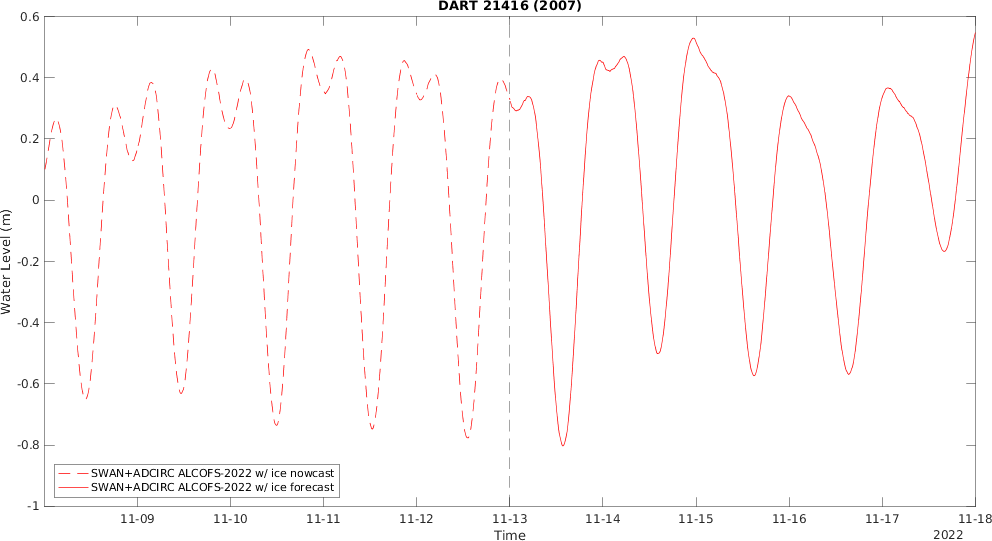 DART 21416 (2007)
0.6
0.4
0.2
0
-0.2
-0.4
-0.6
-0.8
-1
Water Level (m)
SWAN+ADCIRC ALCOFS-2022 w/ ice nowcast
SWAN+ADCIRC ALCOFS-2022 w/ ice forecast
11-09 11-10 11-11 11-12 11-13 11-14 11-15 11-16 11-17 11-18
Time
2022